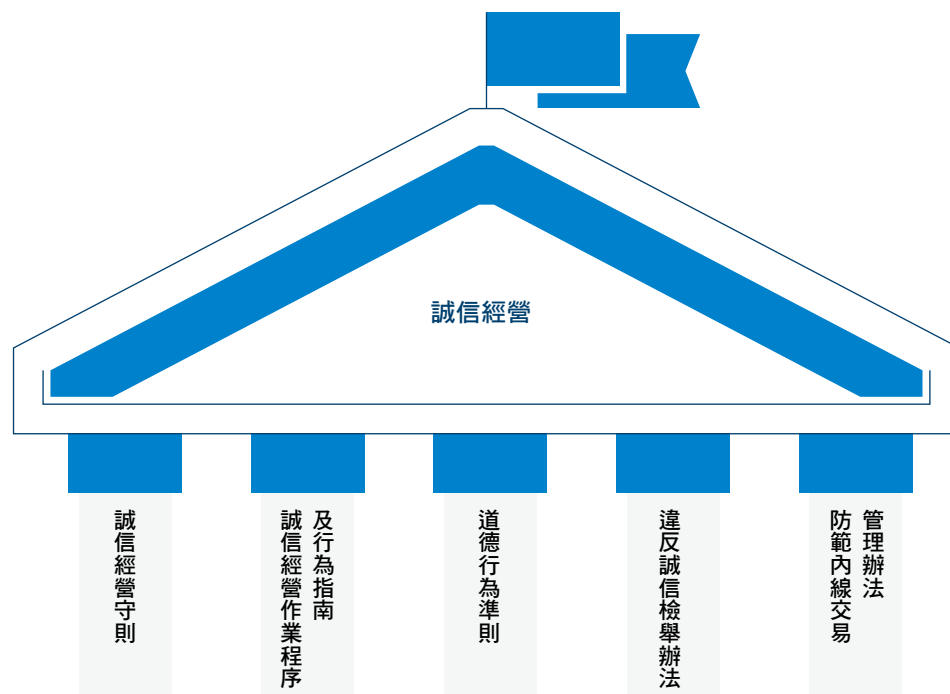 誠信經營
誠信經營守則
誠信經營作業程序
及行為指南
道德行為準則
違反誠信檢舉辦法
防範內線交易
管理辦法